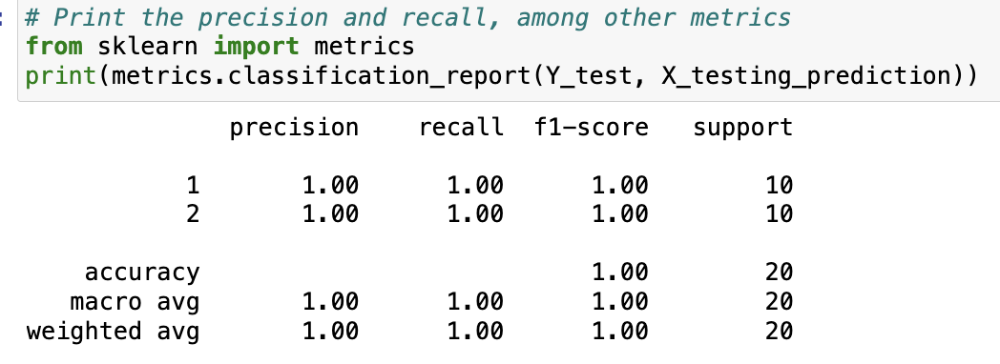 # Print the precision and recall, among other metrics
from sklearn import metrics
print(metrics.classification_report(Y_test, X_testing_prediction))
precision recall f1-score support
1 1.00 1.00 1.00 10
2 1.00 1.00 1.00 10
accuracy 1.00 20
macro avg 1.00 1.00 1.00 20
weighted avg 1.00 1.00 1.00 20